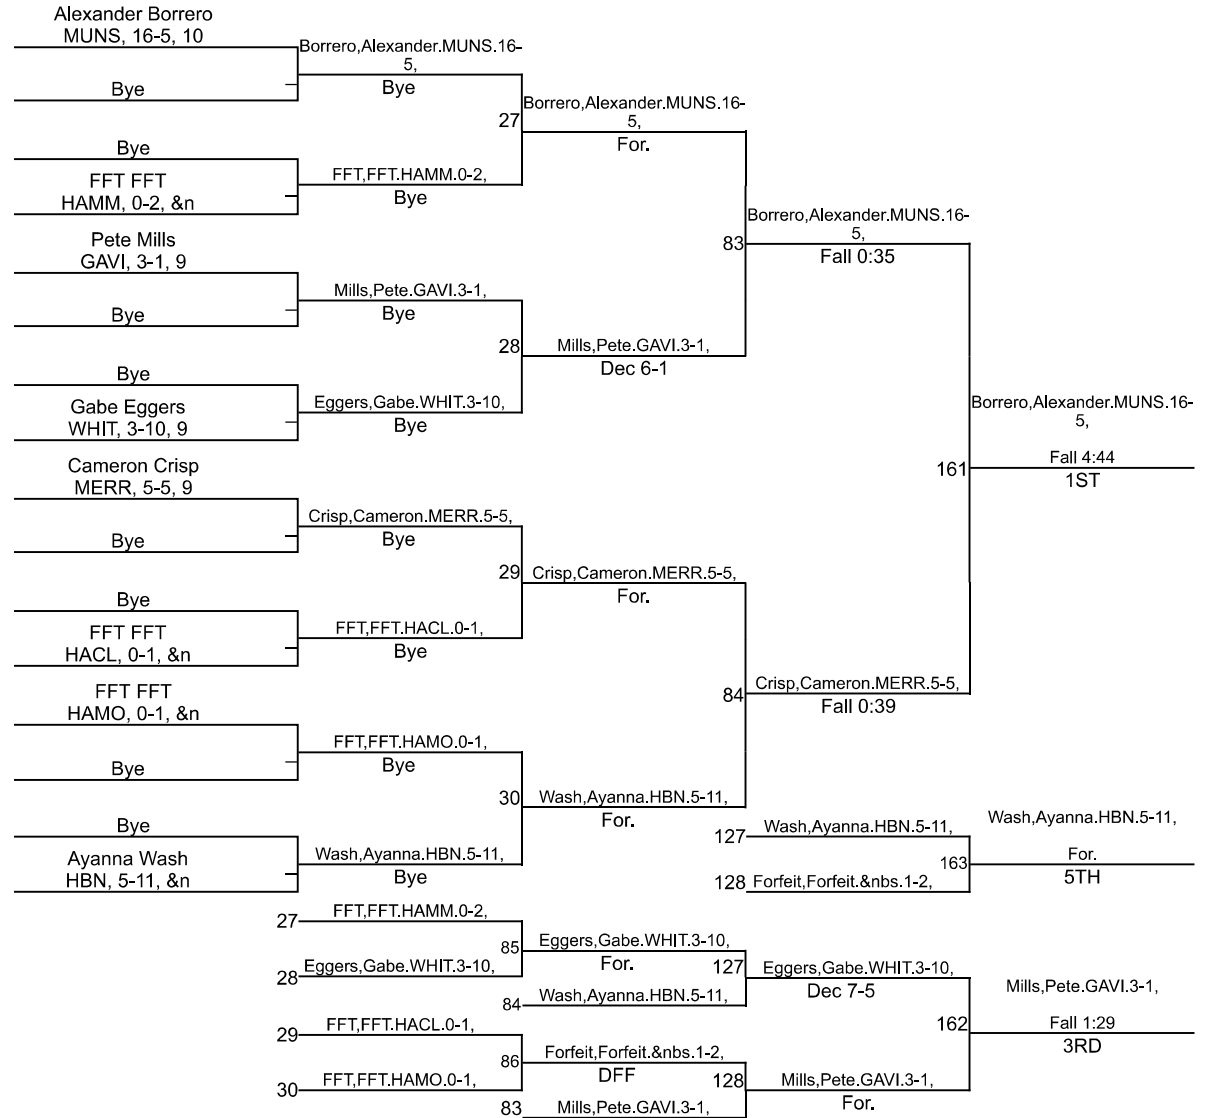 Alexander Borrero
MUNS, 16-5, 10
Borrero,Alexander.MUNS.16-
5,
Bye
Bye
27
Borrero,Alexander.MUNS.16-
5,
For.
Bye
FFT FFT
HAMM, 0-2, &n
FFT,FFT.HAMM.0-2,
Bye
83
Borrero,Alexander.MUNS.16-
5,
Fall 0:35
Pete Mills
GAVI, 3-1, 9
Mills,Pete.GAVI.3-1,
Bye
Bye
28
Mills,Pete.GAVI.3-1,
Dec 6-1
Bye
Gabe Eggers
WHIT, 3-10, 9
Eggers,Gabe.WHIT.3-10,
Bye
Borrero,Alexander.MUNS.16-
5,
161
Fall 4:44
1ST
Cameron Crisp
MERR, 5-5, 9
Crisp,Cameron.MERR.5-5,
Bye
Bye
29
Crisp,Cameron.MERR.5-5,
For.
Bye
FFT FFT
HACL, 0-1, &n
FFT,FFT.HACL.0-1,
Bye
84
Crisp,Cameron.MERR.5-5,
Fall 0:39
FFT FFT
HAMO, 0-1, &n
FFT,FFT.HAMO.0-1,
Bye
Bye
30
Wash,Ayanna.HBN.5-11,
For.
Bye
Ayanna Wash
HBN, 5-11, &n
Wash,Ayanna.HBN.5-11,
Bye
127
Wash,Ayanna.HBN.5-11,
128
Forfeit,Forfeit.&nbs.1-2,
163
Wash,Ayanna.HBN.5-11,
For.
5TH
27
FFT,FFT.HAMM.0-2,
28
Eggers,Gabe.WHIT.3-10,
85
Eggers,Gabe.WHIT.3-10,
For.
84
Wash,Ayanna.HBN.5-11,
127
Eggers,Gabe.WHIT.3-10,
Dec 7-5
29
FFT,FFT.HACL.0-1,
30
FFT,FFT.HAMO.0-1,
86
Forfeit,Forfeit.&nbs.1-2,
DFF
83
Mills,Pete.GAVI.3-1,
128
Mills,Pete.GAVI.3-1,
For.
162
Mills,Pete.GAVI.3-1,
Fall 1:29
3RD